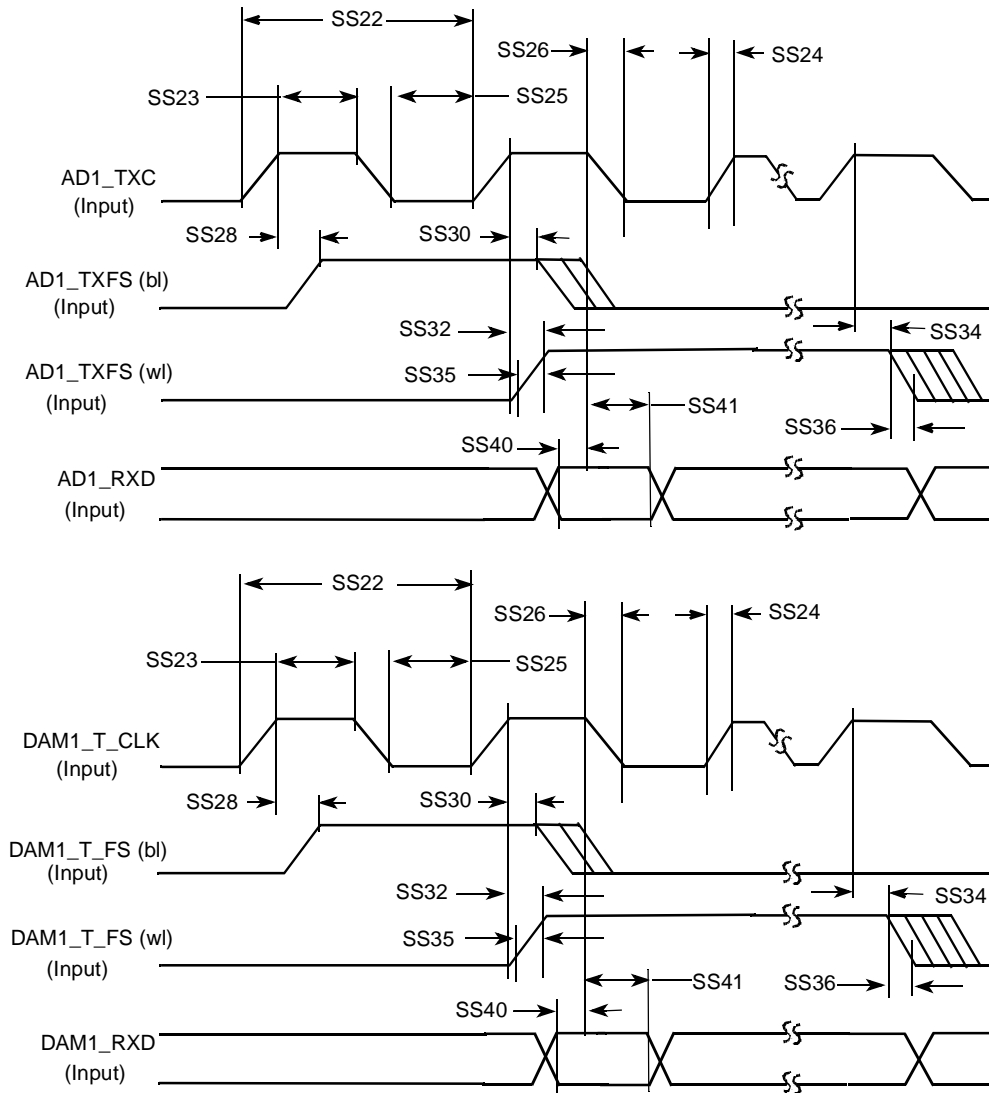 SS22
SS26
SS24
SS23
SS25
AD1_TXC
(Input)
SS28
SS30
AD1_TXFS (bl)
(Input)
SS32
SS34
SS35
AD1_TXFS (wl)
(Input)
SS41
SS36
SS40
AD1_RXD
(Input)
SS22
SS26
SS24
SS23
SS25
DAM1_T_CLK
(Input)
SS28
SS30
DAM1_T_FS (bl)
(Input)
SS32
SS34
SS35
DAM1_T_FS (wl)
(Input)
SS41
SS36
SS40
DAM1_RXD
(Input)